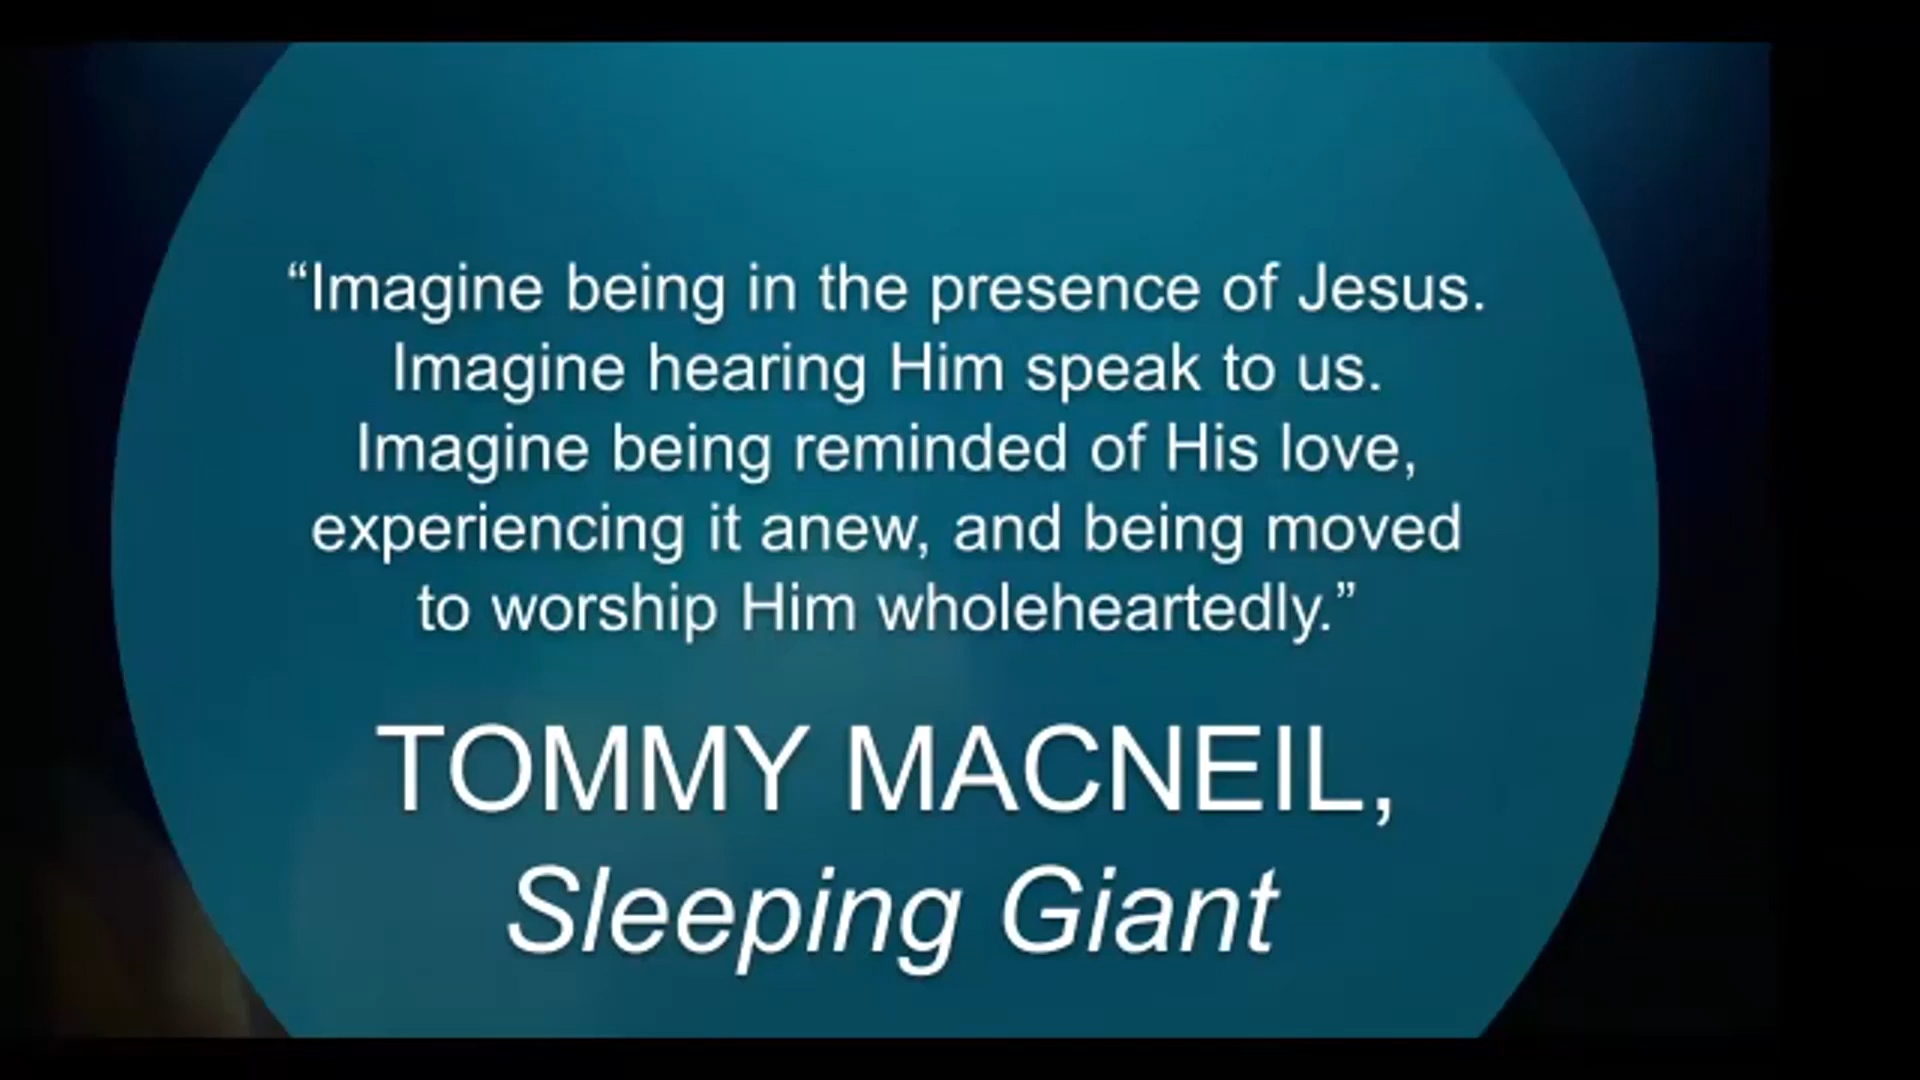 “Imagine being in the presence of Jesus.
Imagine hearing Him speak to us.
Imagine being reminded of His love,
experiencing it anew, and being moved
to worship Him wholeheartedly.”
TOMMY MACNEIL,
Sleeping Giant